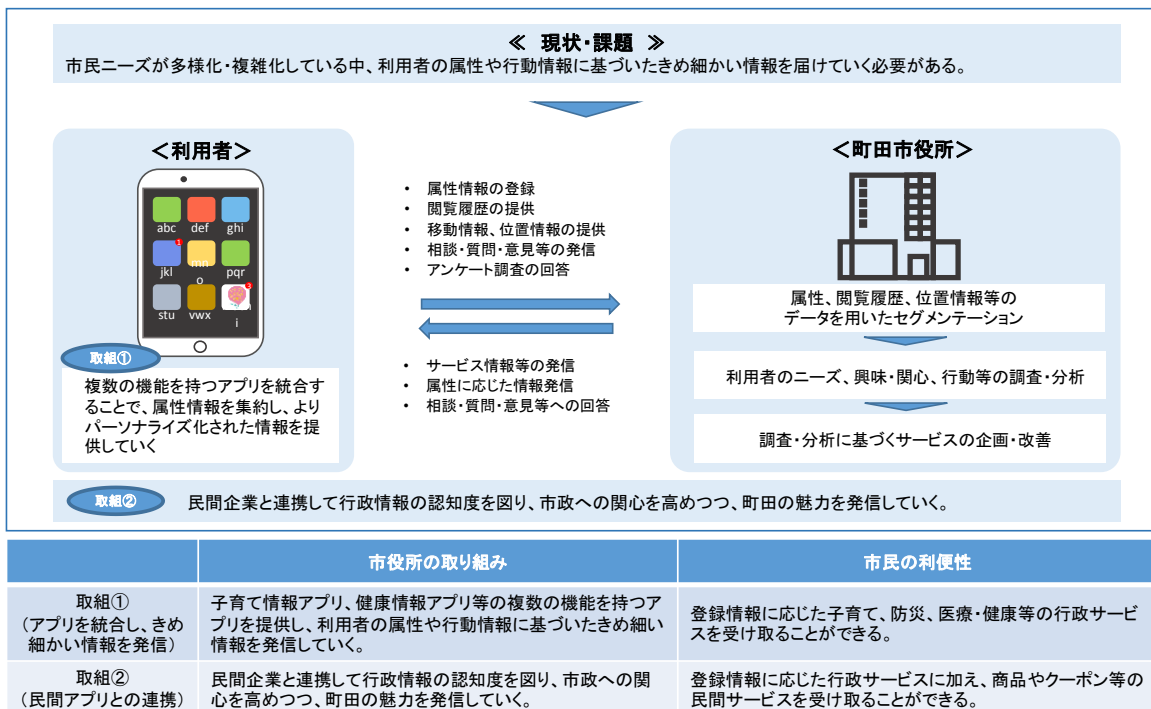 ≪ 現状・課題 ≫
市民ニーズが多様化・複雑化している中、利用者の属性や行動情報に基づいたきめ細かい情報を届けていく必要がある。
＜利用者＞
abc def ghi
1
jkl mn pqr
o
3
stu vwx
i
取組①
複数の機能を持つアプリを統合す
ることで、属性情報を集約し、より
パーソナライズ化された情報を提
供していく
• 属性情報の登録
• 閲覧履歴の提供
• 移動情報、位置情報の提供
• 相談・質問・意見等の発信
• アンケート調査の回答
• サービス情報等の発信
• 属性に応じた情報発信
• 相談・質問・意見等への回答
＜町田市役所＞
属性、閲覧履歴、位置情報等の
データを用いたセグメンテーション
利用者のニーズ、興味・関心、行動等の調査・分析
調査・分析に基づくサービスの企画・改善
取組②
民間企業と連携して行政情報の認知度を図り、市政への関心を高めつつ、町田の魅力を発信していく。
市役所の取り組み
市民の利便性
取組①
（アプリを統合し、きめ
細かい情報を発信）
子育て情報アプリ、健康情報アプリ等の複数の機能を持つア
プリを提供し、利用者の属性や行動情報に基づいたきめ細い
情報を発信していく。
登録情報に応じた子育て、防災、医療・健康等の行政サービ
スを受け取ることができる。
取組②
（民間アプリとの連携）
民間企業と連携して行政情報の認知度を図り、市政への関
心を高めつつ、町田の魅力を発信していく。
登録情報に応じた行政サービスに加え、商品やクーポン等の
民間サービスを受け取ることができる。